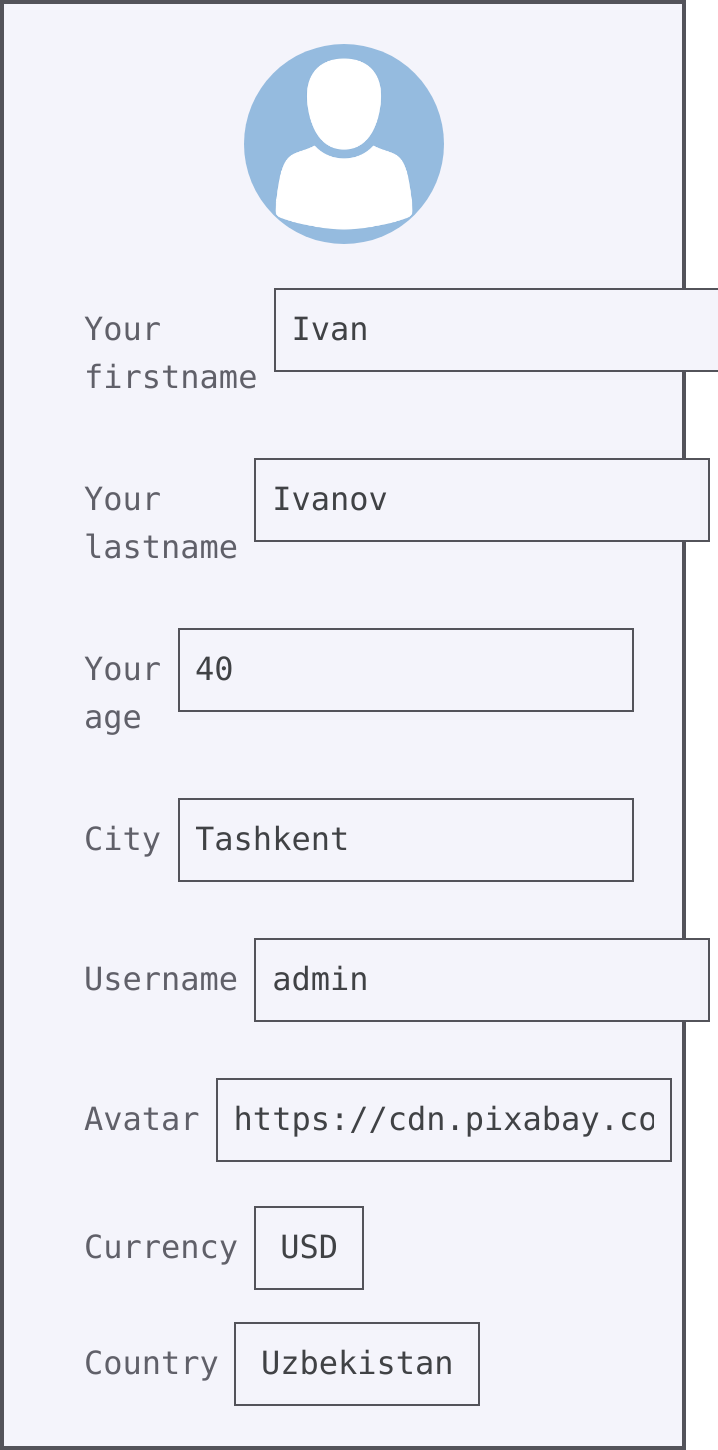 Your
firstname
Ivan
Your
lastname
Ivanov
Your
age
40
City
Tashkent
Username
admin
Avatar
https://cdn.pixabay.co
Currency
USD
Country
Uzbekistan